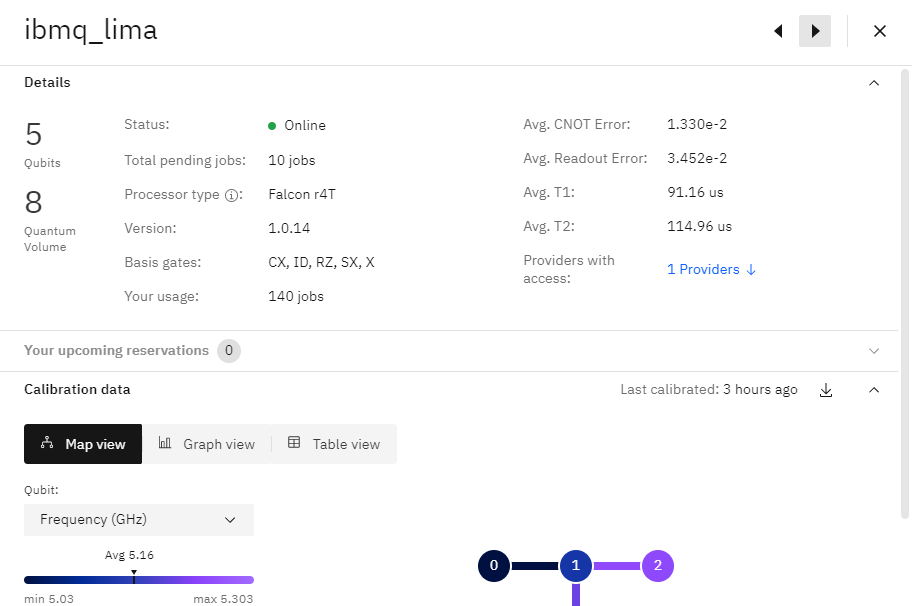 ibmq_lima
Details
5
Qubits
8
Quantum
Volume
Status: Online
Total pending jobs: 10 jobs
Processor type : Falcon r4T
Version: 1.0.14
Basis gates: CX, ID, RZ, SX, X
Your usage: 140 jobs
Avg. CNOT Error: 1.330e-2
Avg. Readout Error: 3.452e-2
Avg. T1: 91.16 us
Avg. T2: 114.96 us
Providers with
access:
1 Providers ↓
Your upcoming reservations 0
Calibration data
Last calibrated: 3 hours ago
Map view Graph view Table view
Qubit:
Frequency (GHz)
Avg 5.16
min 5.03 max 5.303
0 1 2